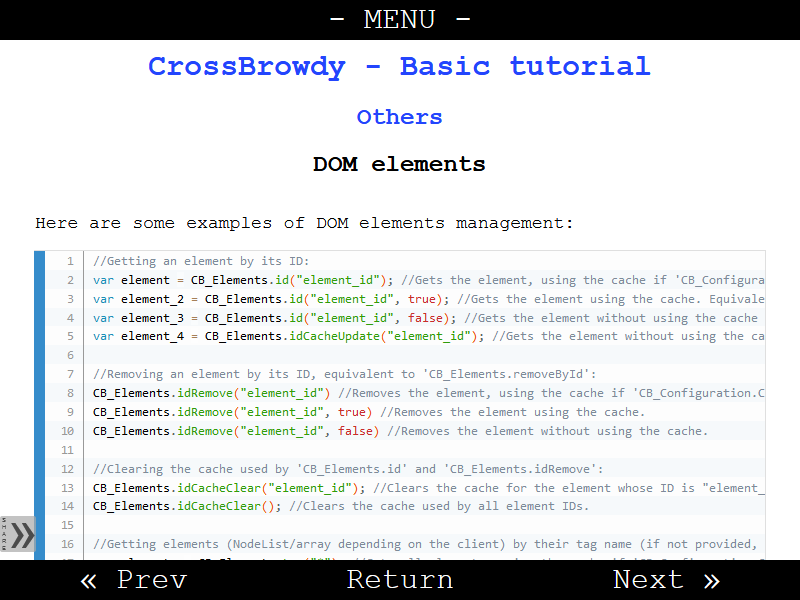 - MENU -
CrossBrowdy - Basic tutorial
Others
DOM elements
Here are some examples of DOM elements management:
1 //Getting an element by its ID:
2 var element = CB_Elements.id("element_id"); //Gets the element, using the cache if 'CB_Configura
3 var element_2 = CB_Elements.id("element_id", true); //Gets the element using the cache. Equivale
4 var element_3 = CB_Elements.id("element_id", false); //Gets the element without using the cache
5 var element_4 = CB_Elements.idCacheUpdate("element_id"); //Gets the element without using the ca
6
7 //Removing an element by its ID, equivalent to 'CB_Elements.removeById':
8 CB_Elements.idRemove("element_id") //Removes the element, using the cache if 'CB_Configuration.C
9 CB_Elements.idRemove("element_id", true) //Removes the element using the cache.
10 CB_Elements.idRemove("element_id", false) //Removes the element without using the cache.
11
12 //Clearing the cache used by 'CB_Elements.id' and 'CB_Elements.idRemove':
13 CB_Elements.idCacheClear("element_id"); //Clears the cache for the element whose ID is "element_
14 CB_Elements.idCacheClear(); //Clears the cache used by all element IDs.
15
16 //Getting elements (NodeList/array depending on the client) by their tag name (if not provided,
SHARE »
« Prev Return Next »